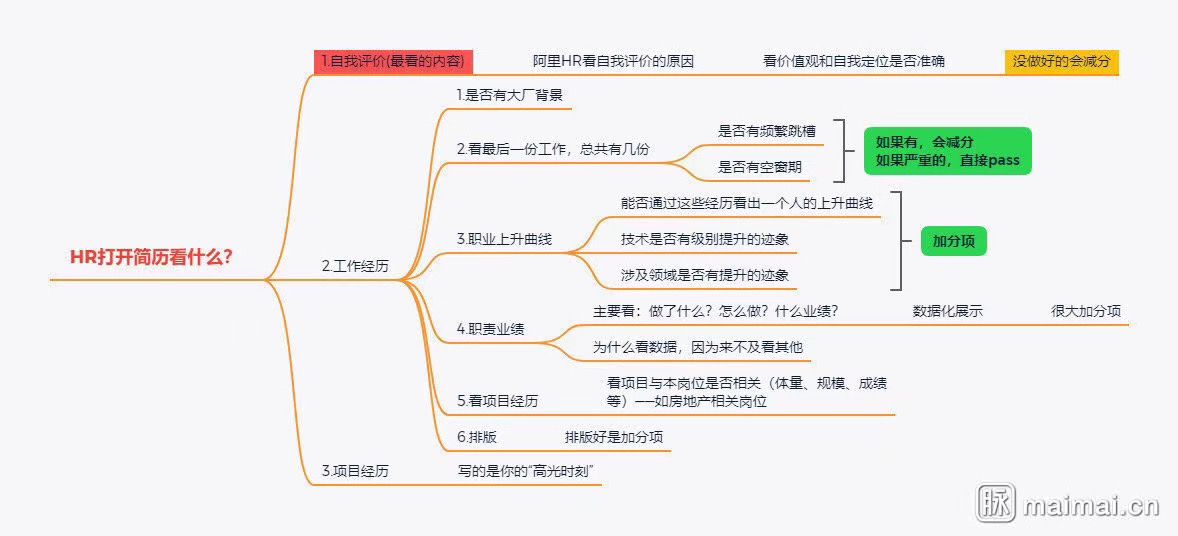 HR打开简历看什么?
1.自我评价(最看的内容)
阿里HR看自我评价的原因
看价值观和自我定位是否准确
没做好的会减分
2.工作经历
1.是否有大厂背景
2.看最后一份工作，总共有几份
是否有频繁跳槽
是否有空窗期
如果有，会减分
如果严重的，直接pass
3.职业上升曲线
能否通过这些经历看出一个人的上升曲线
技术是否有级别提升的迹象
涉及领域是否有提升的迹象
加分项
4.职责业绩
主要看：做了什么？怎么做？什么业绩？
数据化展示
很大加分项
为什么看数据，因为来不及看其他
5.看项目经历
看项目与本岗位是否相关（体量、规模、成绩
等）——如房地产相关岗位
6.排版
排版好是加分项
3.项目经历
写的是你的“高光时刻”
脉 maimai.cn